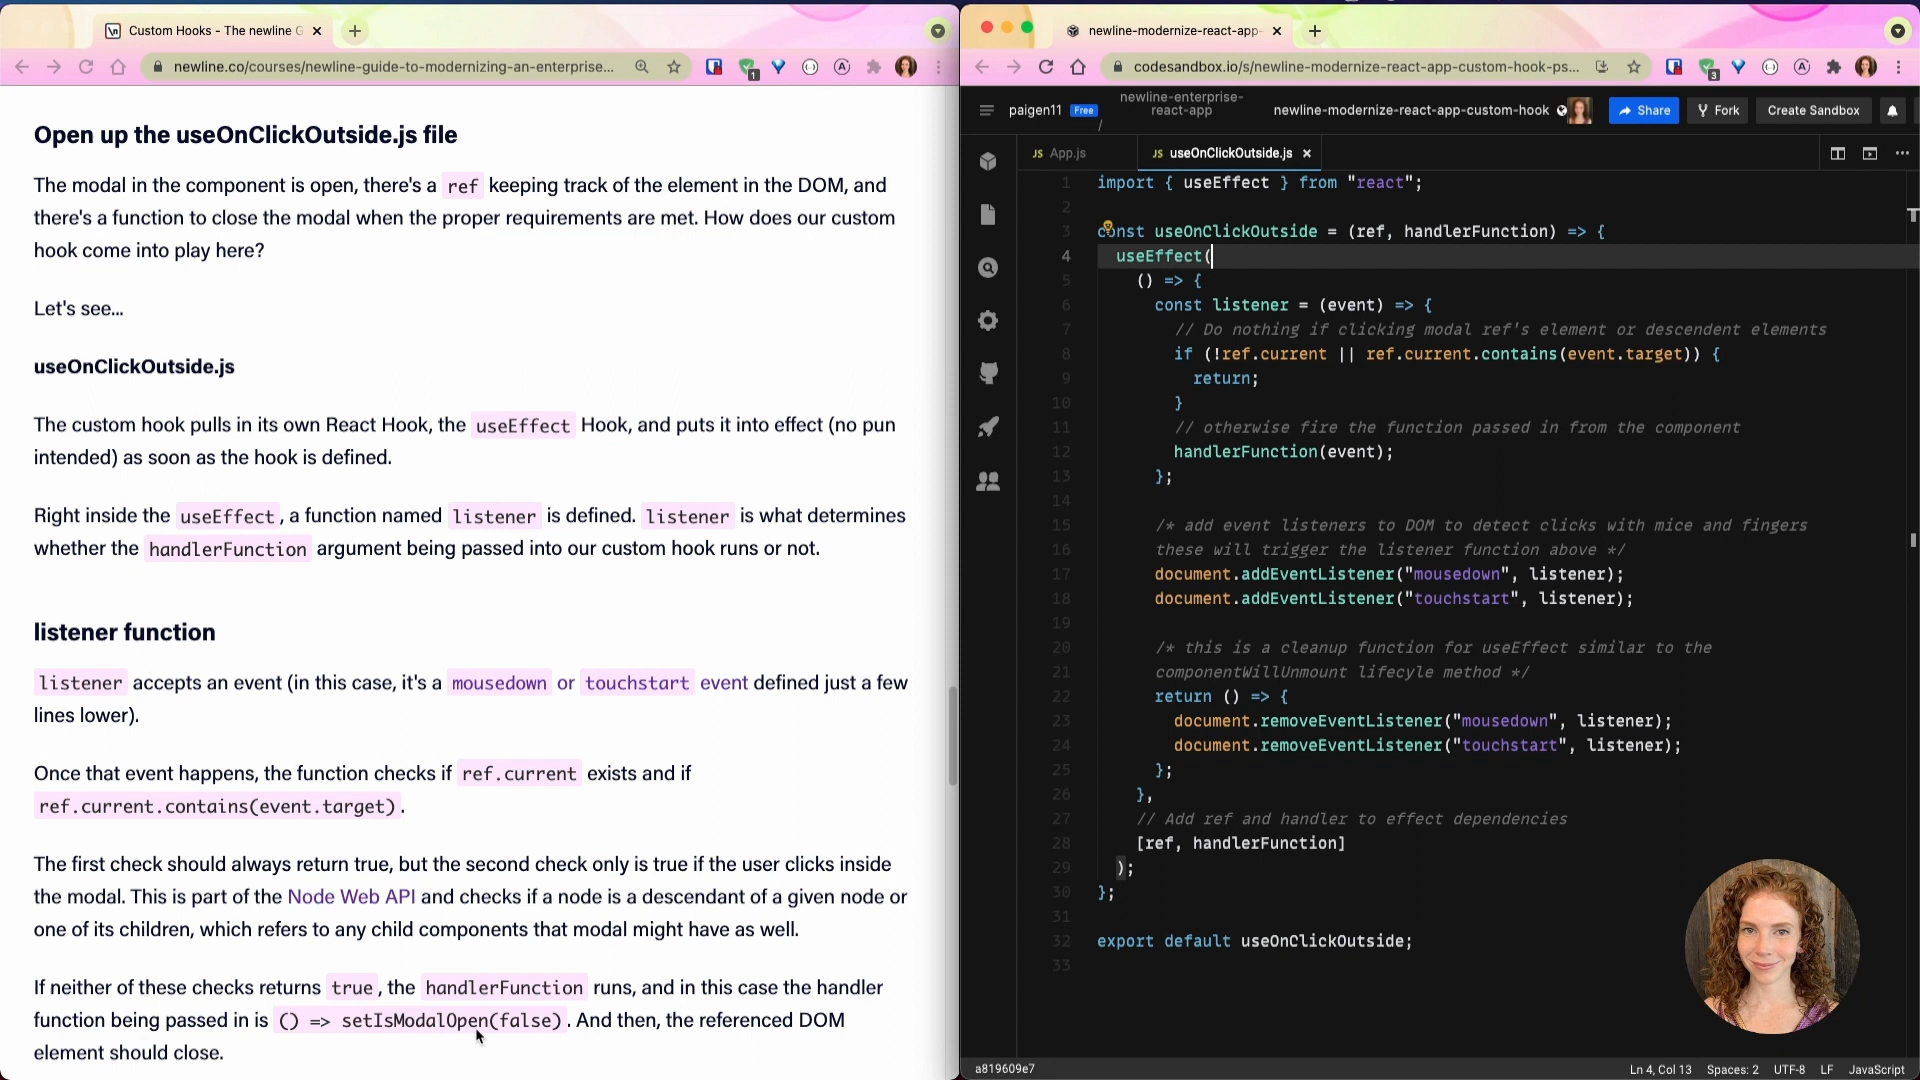 Custom Hooks - The newline G
newline.co/courses/newline-guide-to-modernizing-an-enterprise...
1
Open up the useOnClickOutside.js file
The modal in the component is open, there's a ref keeping track of the element in the DOM, and
there's a function to close the modal when the proper requirements are met. How does our custom
hook come into play here?
Let's see...
useOnClickOutside.js
The custom hook pulls in its own React Hook, the useEffect Hook, and puts it into effect (no pun
intended) as soon as the hook is defined.
Right inside the useEffect, a function named listener is defined. listener is what determines
whether the handlerFunction argument being passed into our custom hook runs or not.
listener function
listener accepts an event (in this case, it's a mousedown or touchstart event defined just a few
lines lower).
Once that event happens, the function checks if ref.current exists and if
ref.current.contains(event.target).
The first check should always return true, but the second check only is true if the user clicks inside
the modal. This is part of the Node Web API and checks if a node is a descendant of a given node or
one of its children, which refers to any child components that modal might have as well.
If neither of these checks returns true, the handlerFunction runs, and in this case the handler
function being passed in is () => setIsModalOpen(false). And then, the referenced DOM
element should close.
newline-modernize-react-app-
codesandbox.io/s/newline-modernize-react-app-custom-hook-ps...
3
paigen11 Free
newline-enterprise-
react-app
/
newline-modernize-react-app-custom-hook
Share
Fork
Create Sandbox
JS App.js
JS useOnClickOutside.js
1 import { useEffect } from "react";
2
3 const useOnClickOutside = (ref, handlerFunction) => {
4 useEffect(
5 () => {
6 const listener = (event) => {
7 // Do nothing if clicking modal ref's element or descendent elements
8 if (!ref.current || ref.current.contains(event.target)) {
9 return;
10 }
11 // otherwise fire the function passed in from the component
12 handlerFunction(event);
13 };
14
15 /* add event listeners to DOM to detect clicks with mice and fingers
16 these will trigger the listener function above */
17 document.addEventListener("mousedown", listener);
18 document.addEventListener("touchstart", listener);
19
20 /* this is a cleanup function for useEffect similar to the
21 componentWillUnmount lifecyle method */
22 return () => {
23 document.removeEventListener("mousedown", listener);
24 document.removeEventListener("touchstart", listener);
25 };
26 },
27 // Add ref and handler to effect dependencies
28 [ref, handlerFunction]
29 );
30 };
31
32 export default useOnClickOutside;
33
a819609e7
Ln 4, Col 13 Spaces: 2 UTF-8 LF JavaScript